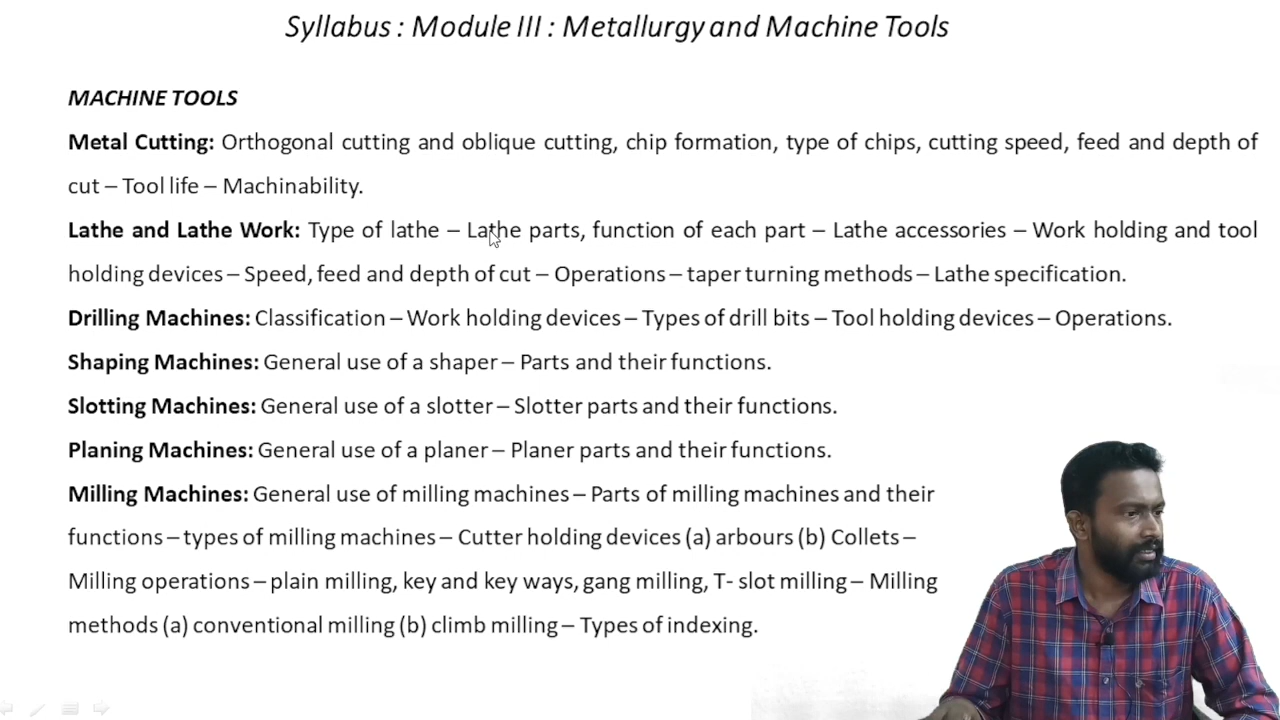 Syllabus : Module III : Metallurgy and Machine Tools
MACHINE TOOLS
Metal Cutting: Orthogonal cutting and oblique cutting, chip formation, type of chips, cutting speed, feed and depth of
cut – Tool life – Machinability.
Lathe and Lathe Work: Type of lathe – Lathe parts, function of each part – Lathe accessories – Work holding and tool
holding devices – Speed, feed and depth of cut – Operations – taper turning methods – Lathe specification.
Drilling Machines: Classification – Work holding devices – Types of drill bits – Tool holding devices – Operations.
Shaping Machines: General use of a shaper – Parts and their functions.
Slotting Machines: General use of a slotter – Slotter parts and their functions.
Planing Machines: General use of a planer – Planer parts and their functions.
Milling Machines: General use of milling machines – Parts of milling machines and their
functions – types of milling machines – Cutter holding devices (a) arbours (b) Collets –
Milling operations – plain milling, key and key ways, gang milling, T- slot milling – Milling
methods (a) conventional milling (b) climb milling – Types of indexing.